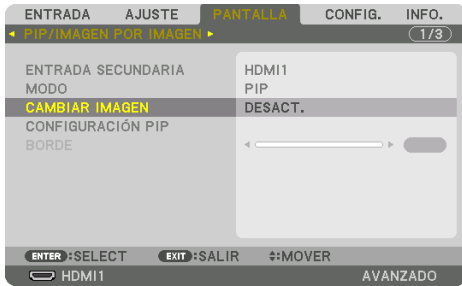 ENTRADA AJUSTE PANTALLA CONFIG. INFO.
PIP/IMAGEN POR IMAGEN 1/3
ENTRADA SECUNDARIA HDMI1
MODO PIP
CAMBIAR IMAGEN DESACT.
CONFIGURACIÓN PIP
BORDE
ENTER:SELECT EXIT:SALIR :MOVER
HDMI1 AVANZADO